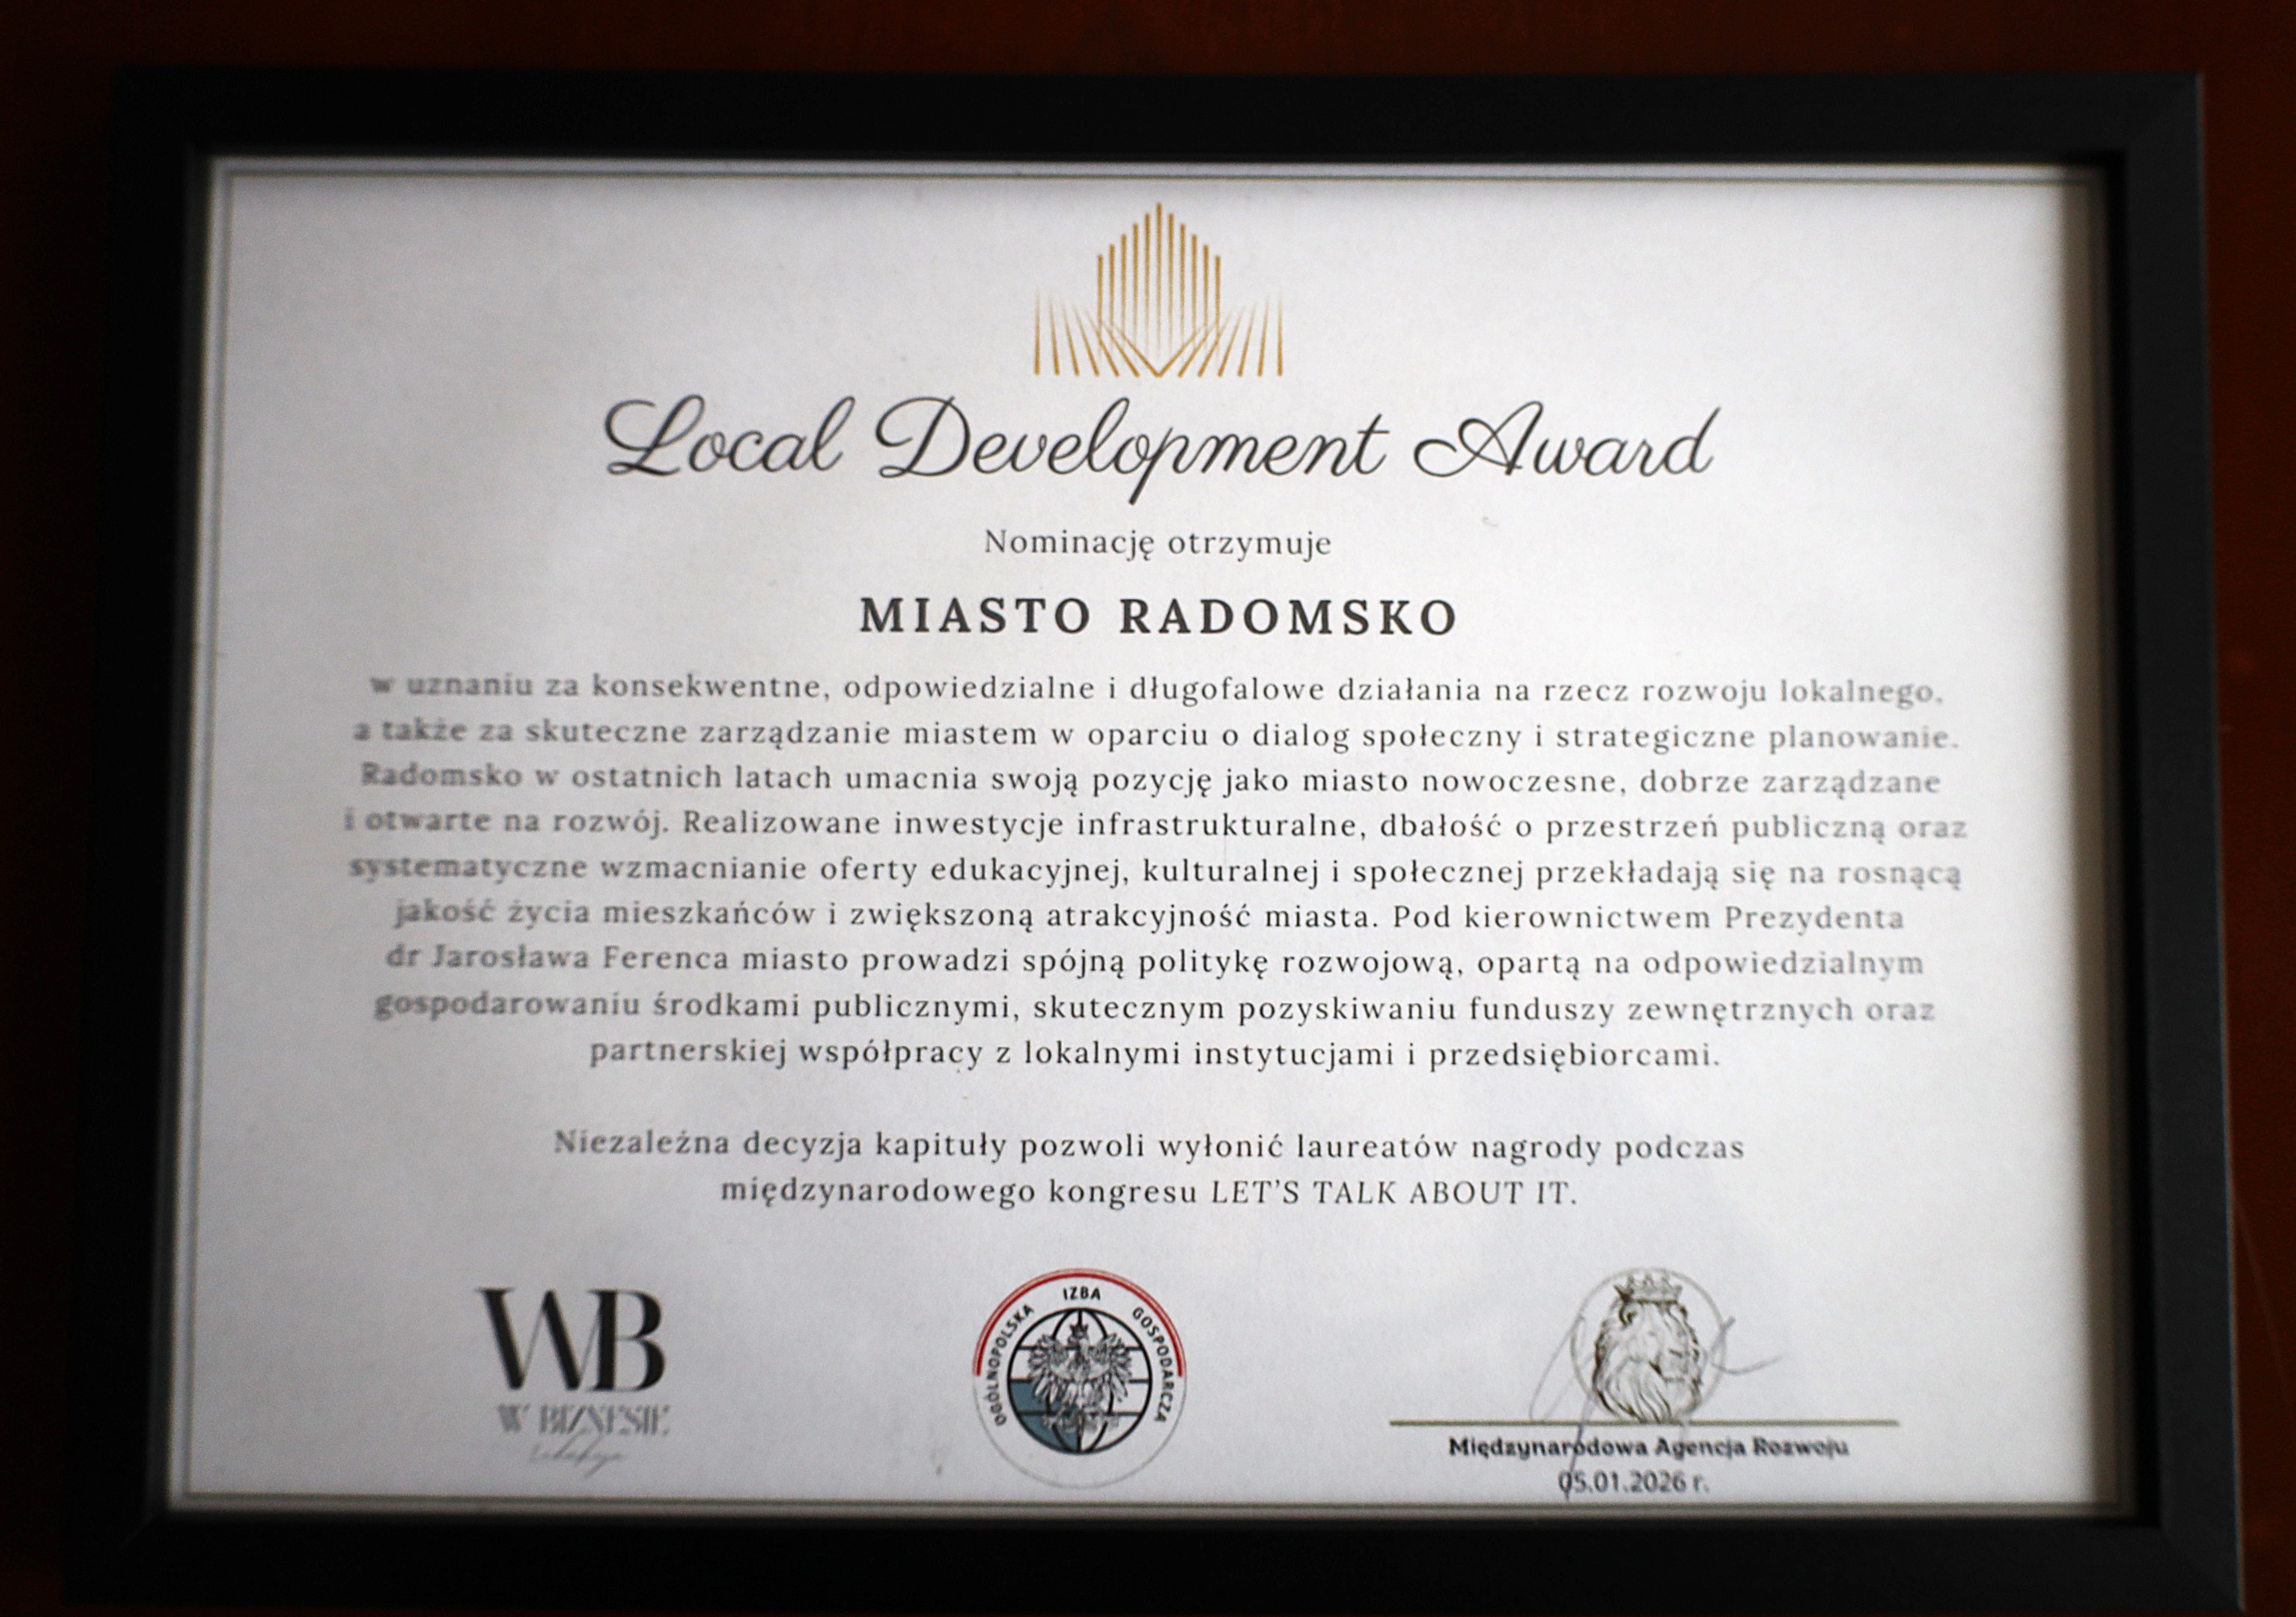 Local Development Award
Nominację otrzymuje
MIASTO RADOMSKO
w uznaniu za konsekwentne, odpowiedzialne i długofalowe działania na rzecz rozwoju lokalnego,
a także za skuteczne zarządzanie miastem w oparciu o dialog społeczny i strategiczne planowanie.
Radomsko w ostatnich latach umacnia swoją pozycję jako miasto nowoczesne, dobrze zarządzane
i otwarte na rozwój. Realizowane inwestycje infrastrukturalne, dbałość o przestrzeń publiczną oraz
systematyczne wzmacnianie oferty edukacyjnej, kulturalnej i społecznej przekładają się na rosnącą
jakość życia mieszkańców i zwiększoną atrakcyjność miasta. Pod kierownictwem Prezydenta
dr Jarosława Ferenca miasto prowadzi spójną politykę rozwojową, opartą na odpowiedzialnym
gospodarowaniu środkami publicznymi, skutecznym pozyskiwaniu funduszy zewnętrznych oraz
partnerskiej współpracy z lokalnymi instytucjami i przedsiębiorcami.
Niezależna decyzja kapituły pozwoli wyłonić laureatów nagrody podczas
międzynarodowego kongresu LET'S TALK ABOUT IT.
WB
W BIZNESIE
OGÓLNOPOLSKA IZBA GOSPODARCZA
Międzynarodowa Agencja Rozwoju
05.01.2026 r.